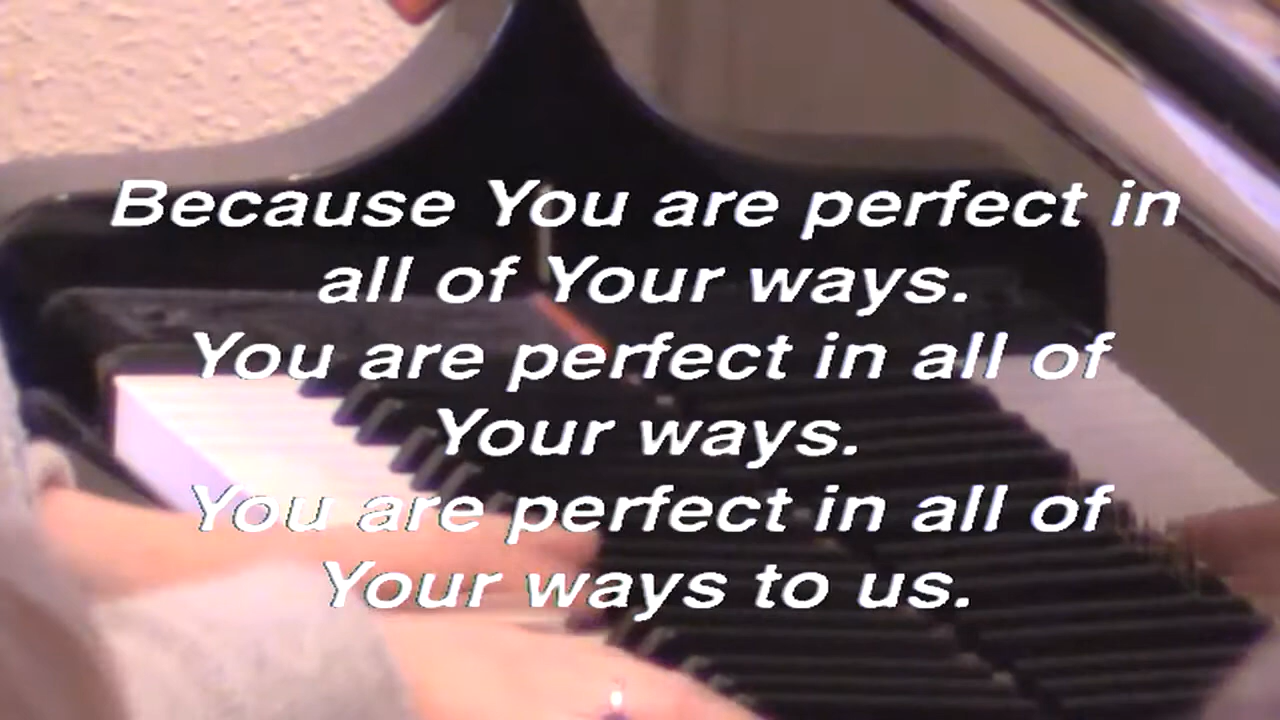 Because You are perfect in
all of Your ways.
You are perfect in all of
Your ways.
You are perfect in all of
Your ways to us.